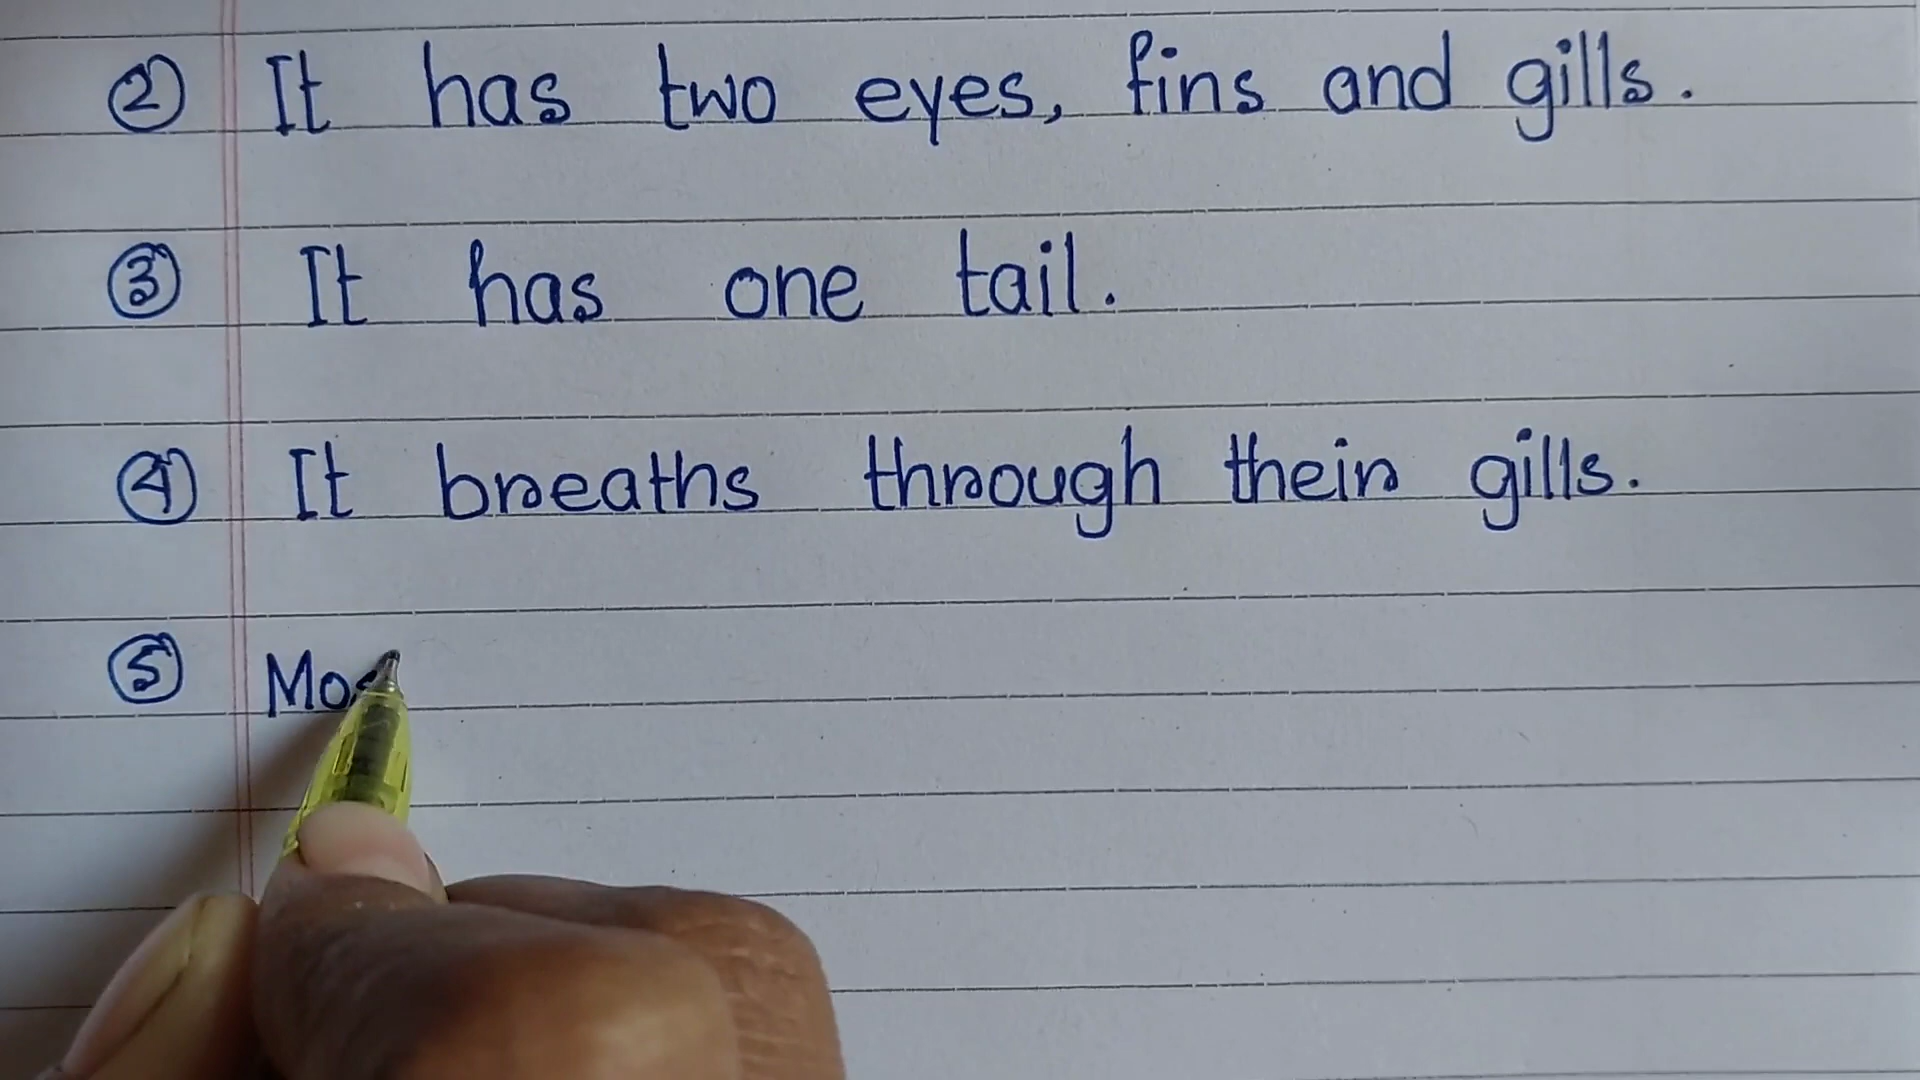 ② It has two eyes, fins and gills.
③ It has one tail.
④ It breaths through their gills.
⑤ Mos